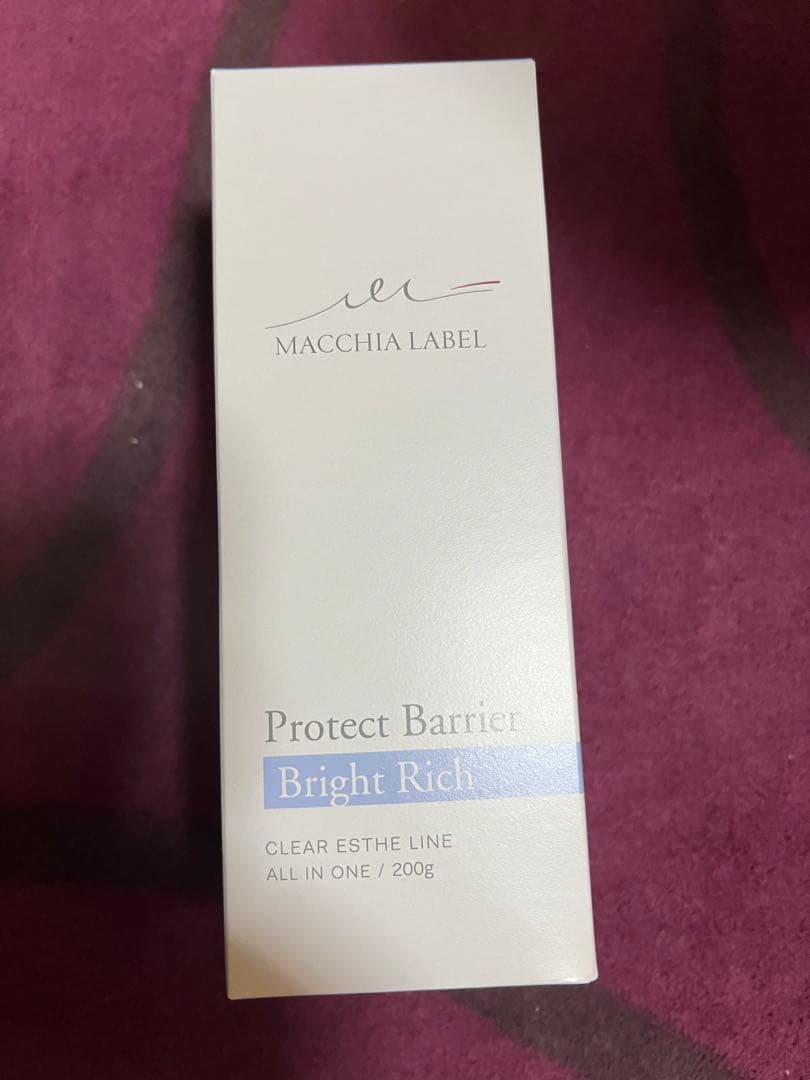 MACCHIA LABEL
Protect Barrier
Bright Rich
CLEAR ESTHE LINE
ALL IN ONE / 200g